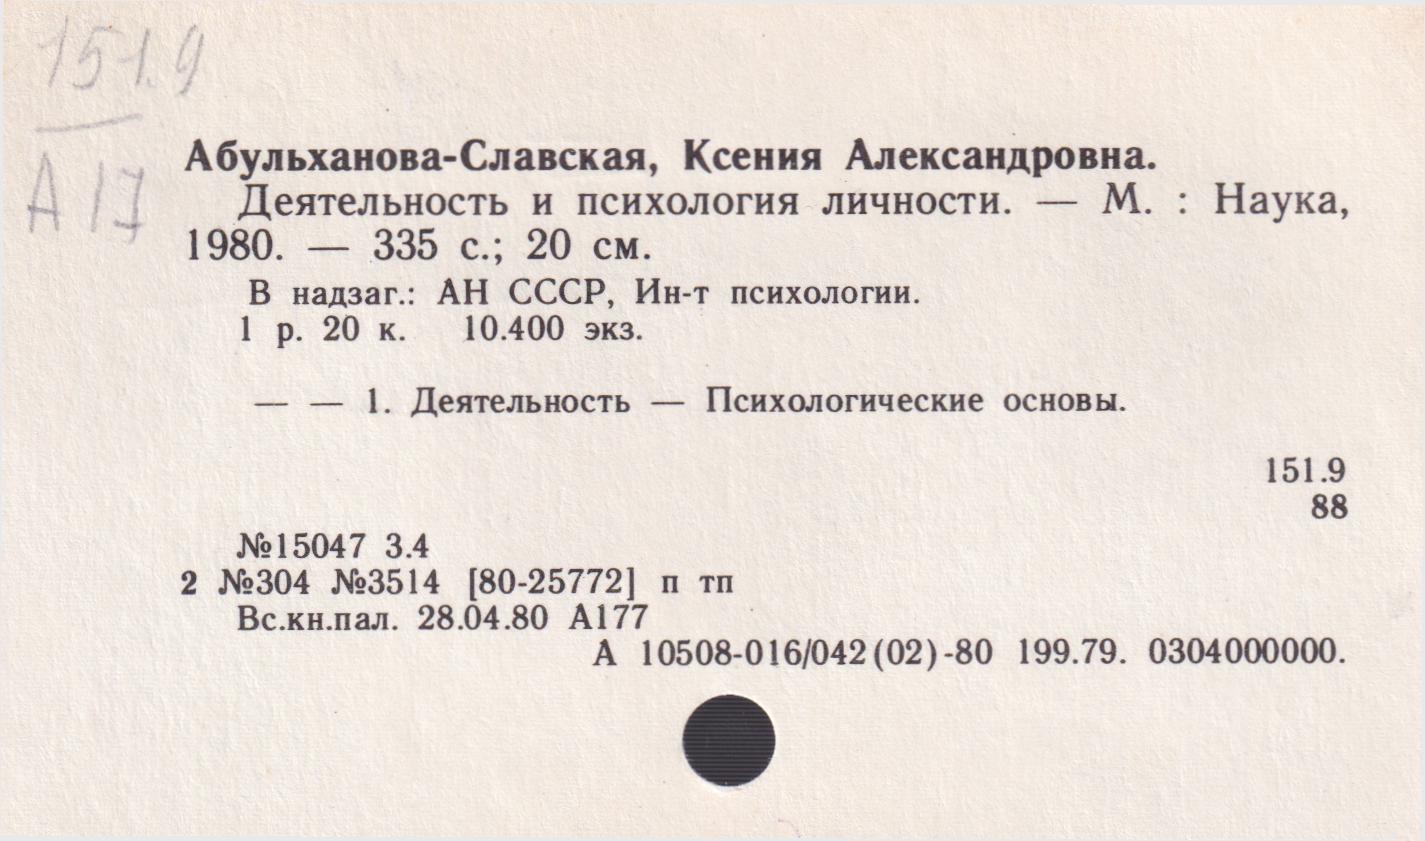 151.9
А 17
Абульханова-Славская, Ксения Александровна.
Деятельность и психология личности. — М. : Наука,
1980. — 335 с.; 20 см.
В надзаг.: АН СССР, Ин-т психологии.
1 р. 20 к. 10.400 экз.
— — 1. Деятельность — Психологические основы.
151.9
88
№15047 3.4
2 №304 №3514 [80-25772] п тп
Вс.кн.пал. 28.04.80 А177
А 10508-016/042(02)-80 199.79. 0304000000.